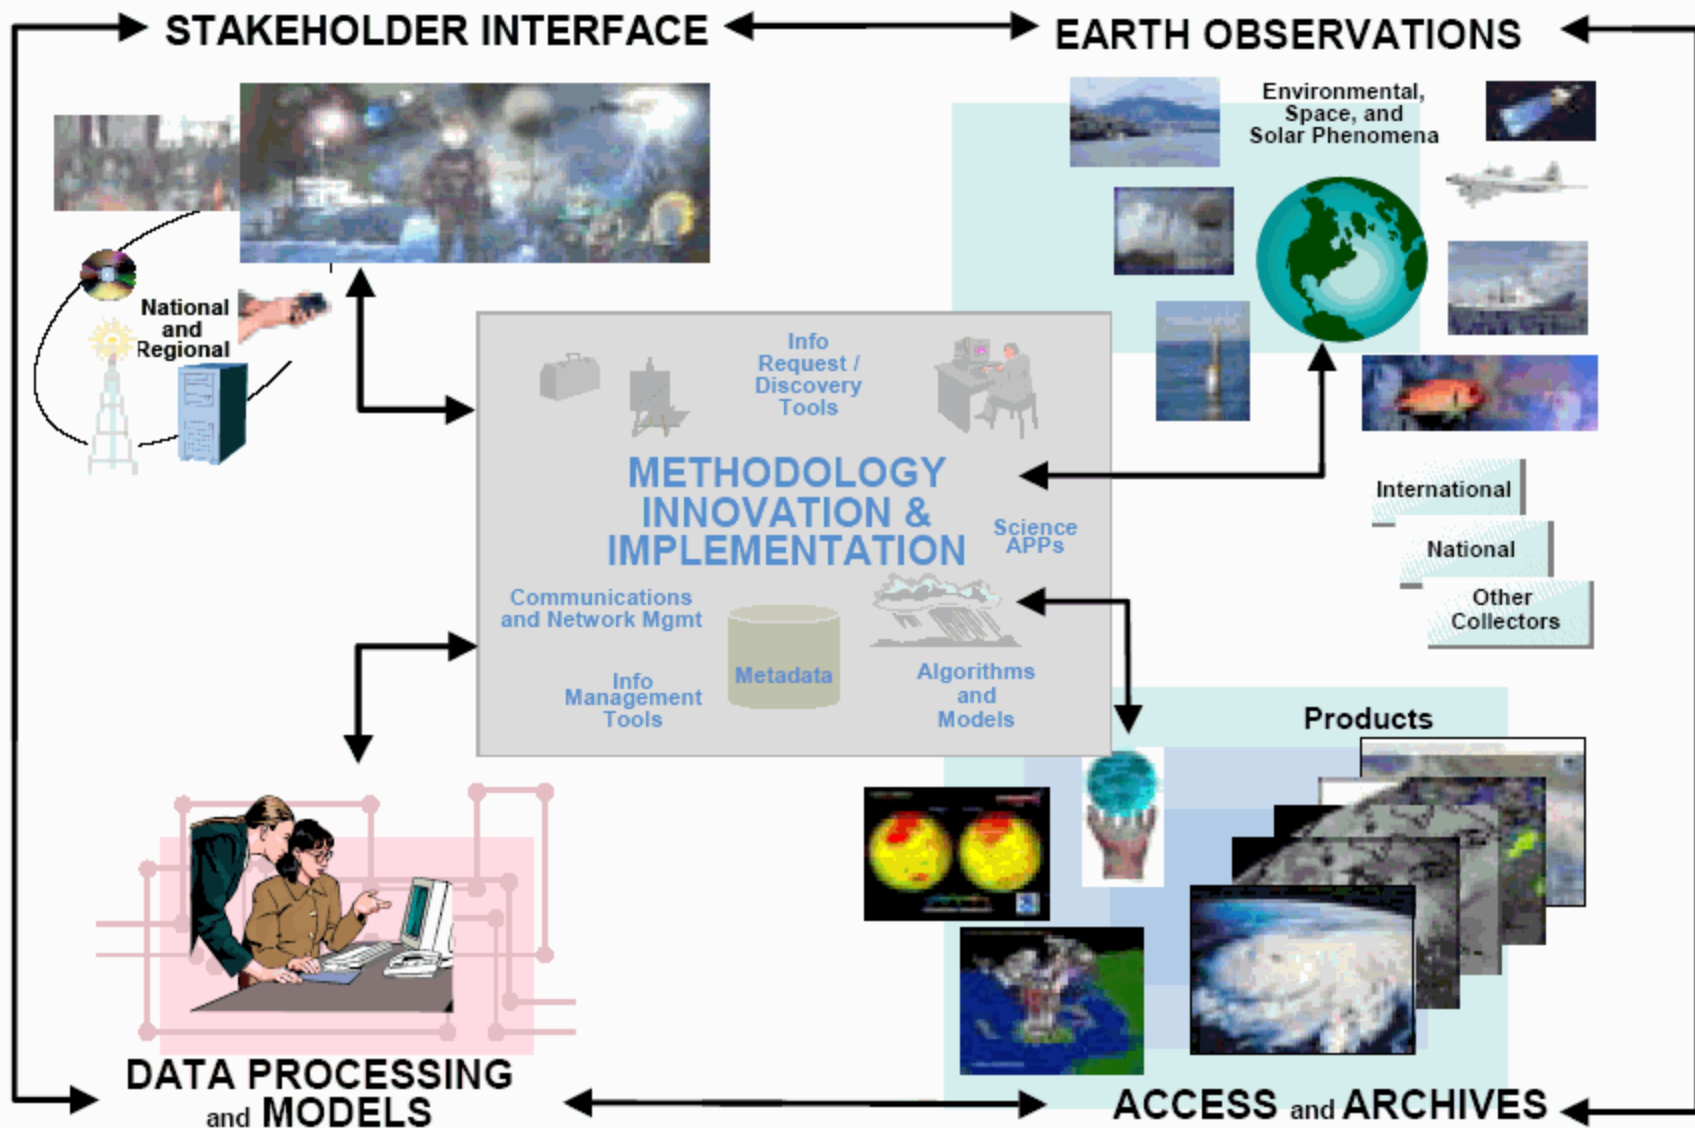 STAKEHOLDER INTERFACE
EARTH OBSERVATIONS
Environmental,
Space, and
Solar Phenomena
National
and
Regional
Info
Request /
Discovery
Tools
METHODOLOGY
INNOVATION &
IMPLEMENTATION
Science
APPs
International
National
Other
Collectors
Communications
and Network Mgmt
Metadata
Info
Management
Tools
Algorithms
and
Models
Products
DATA PROCESSING
and MODELS
ACCESS and ARCHIVES